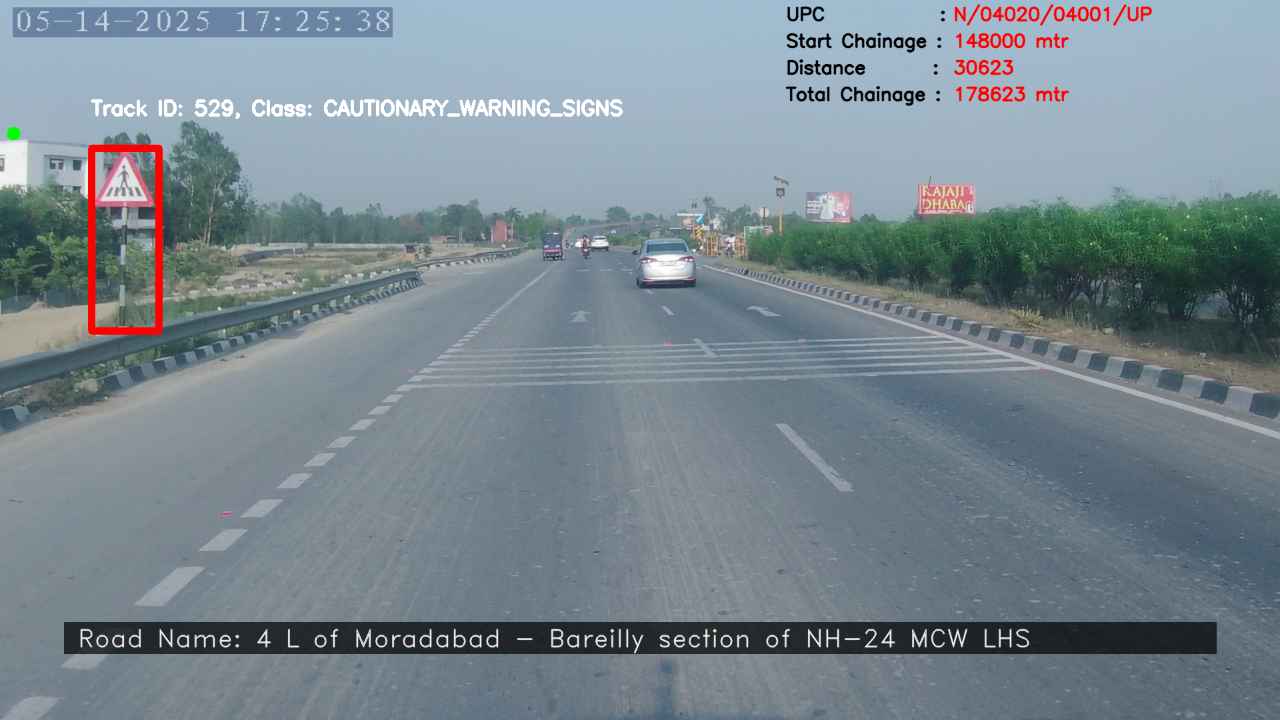 05-14-2025 17:25:38
UPC : N/04020/04001/UP
Start Chainage : 148000 mtr
Distance : 30623
Total Chainage : 178623 mtr
Track ID: 529, Class: CAUTIONARY_WARNING_SIGNS
RAJAJI
DHABA
Road Name: 4 L of Moradabad - Bareilly section of NH-24 MCW LHS